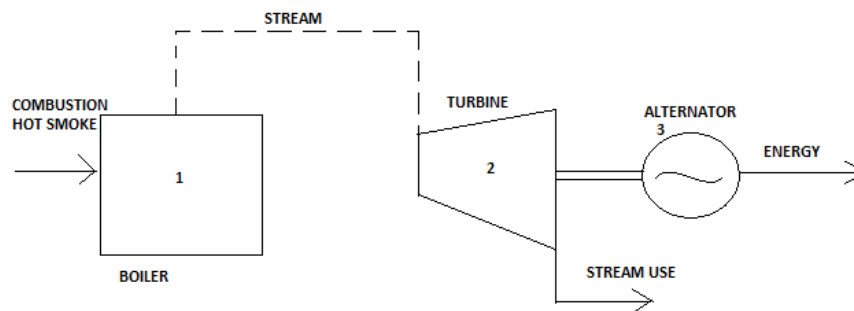 STREAM
COMBUSTION
HOT SMOKE
TURBINE
ALTERNATOR
3
ENERGY
1
2
BOILER
STREAM USE